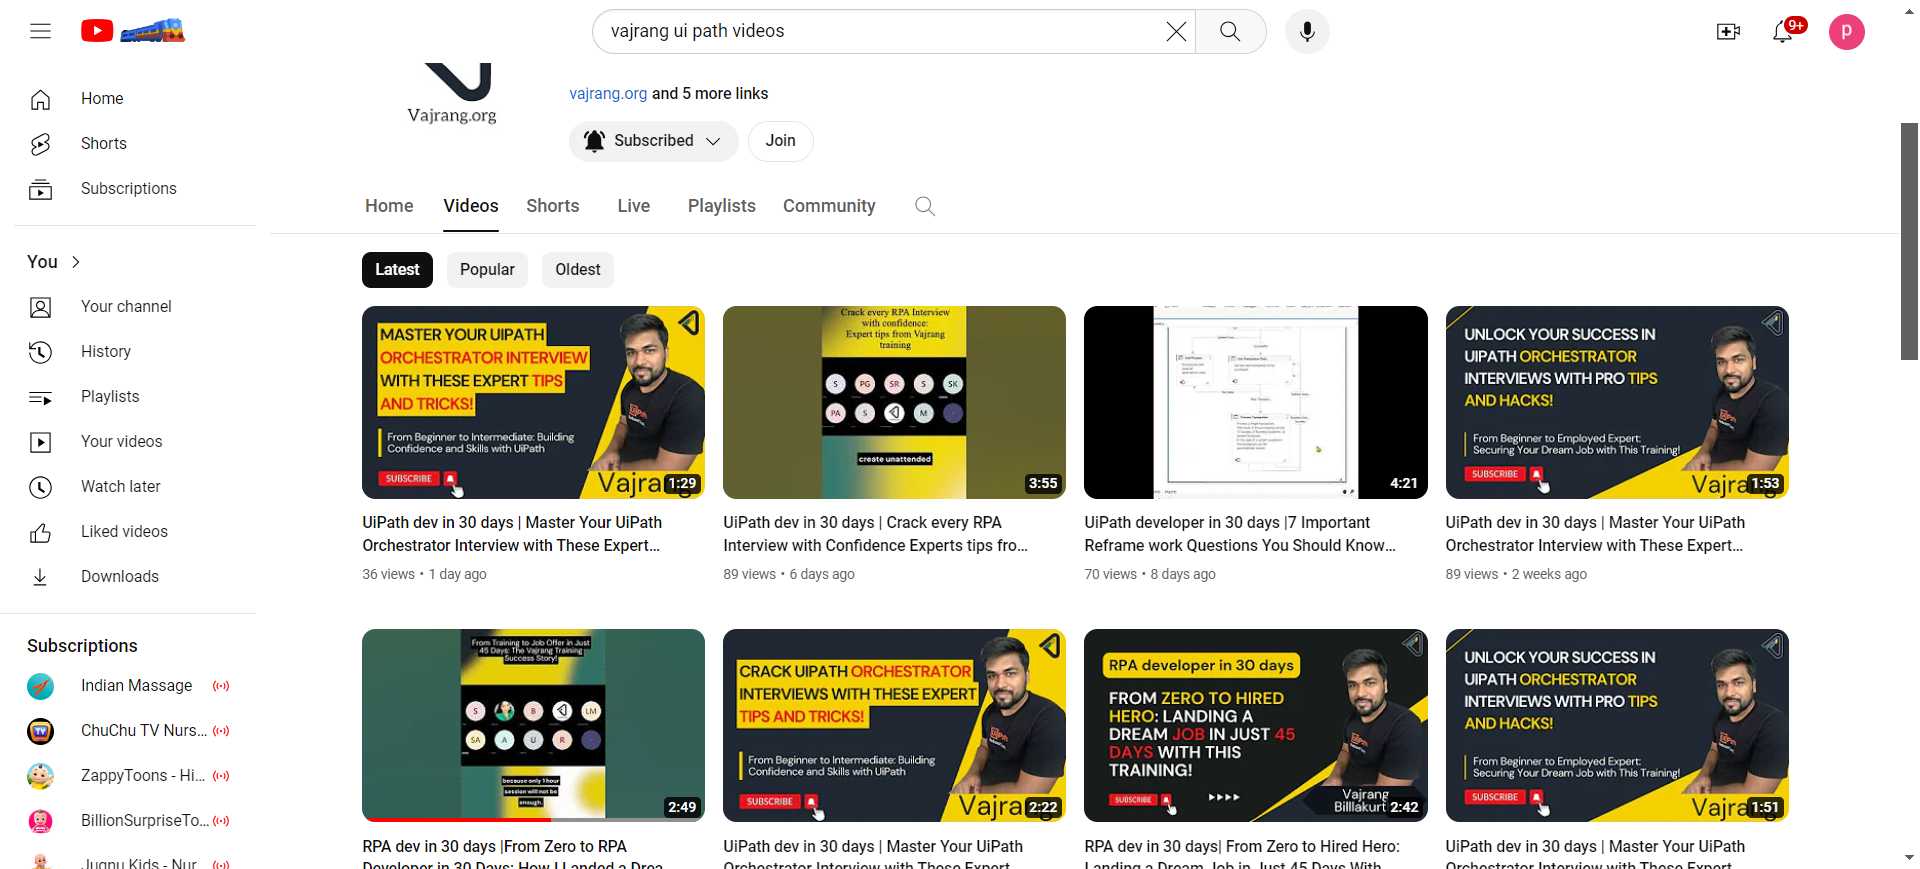 vajrang ui path videos
9+
p
Home
Shorts
Subscriptions
You
Your channel
History
Playlists
Your videos
Watch later
Liked videos
Downloads
Subscriptions
Indian Massage
ChuChu TV Nurs...
ZappyToons - Hi...
BillionSurpriseTo...
Jugnu Kids - Nur
Vajrang.org
vajrang.org and 5 more links
Subscribed
Join
Home
Videos
Shorts
Live
Playlists
Community
Latest
Popular
Oldest
MASTER YOUR UIPATH
ORCHESTRATOR INTERVIEW
WITH THESE EXPERT TIPS
AND TRICKS!
From Beginner to Intermediate: Building
Confidence and Skills with UiPath
SUBSCRIBE
Vajrang
1:29
UiPath dev in 30 days | Master Your UiPath
Orchestrator Interview with These Expert...
36 views • 1 day ago
Crack every RPA Interview
with confidence:
Expert tips from Vajrang
training
S PG SR S SK
PA S M
create unattended
3:55
UiPath dev in 30 days | Crack every RPA
Interview with Confidence Experts tips fro...
89 views • 6 days ago
4:21
UiPath developer in 30 days |7 Important
Reframe work Questions You Should Know...
70 views • 8 days ago
UNLOCK YOUR SUCCESS IN
UIPATH ORCHESTRATOR
INTERVIEWS WITH PRO TIPS
AND HACKS!
From Beginner to Employed Expert:
Securing Your Dream Job with This Training!
SUBSCRIBE
Vajrang
1:53
UiPath dev in 30 days | Master Your UiPath
Orchestrator Interview with These Expert...
89 views • 2 weeks ago
From Training to Job Offer in Just
45 Days: The Vajrang Training
Success Story!
S B LM
SA A U R
because only 1 hour
session will not be
enough.
2:49
RPA dev in 30 days |From Zero to RPA
Developer in 30 Days: How I Landed a Drea
CRACK UIPATH ORCHESTRATOR
INTERVIEWS WITH THESE EXPERT
TIPS AND TRICKS!
From Beginner to Intermediate: Building
Confidence and Skills with UiPath
SUBSCRIBE
Vajrang
2:22
UiPath dev in 30 days | Master Your UiPath
Orchestrator Interview with These Expert
RPA developer in 30 days
FROM ZERO TO HIRED
HERO: LANDING A
DREAM JOB IN JUST 45
DAYS WITH THIS
TRAINING!
SUBSCRIBE
Vajrang
Billlakurt
2:42
RPA dev in 30 days| From Zero to Hired Hero:
Landing a Dream Job in Just 45 Days With
UNLOCK YOUR SUCCESS IN
UIPATH ORCHESTRATOR
INTERVIEWS WITH PRO TIPS
AND HACKS!
From Beginner to Employed Expert:
Securing Your Dream Job with This Training!
SUBSCRIBE
Vajrang
1:51
UiPath dev in 30 days | Master Your UiPath
Orchestrator Interview with These Expert